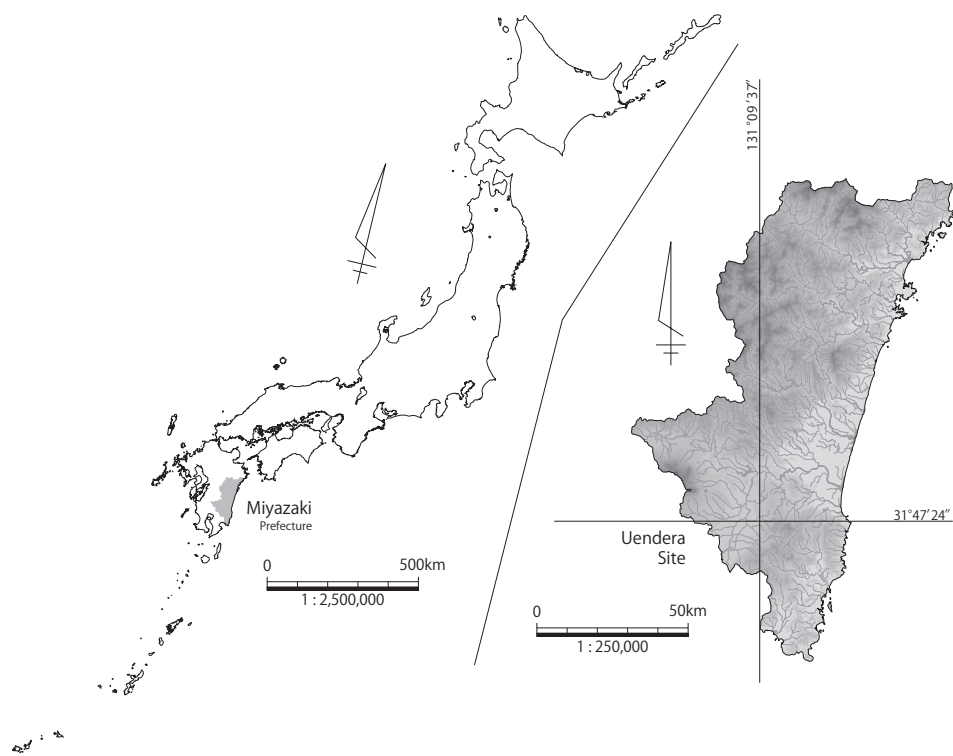 Miyazaki
Prefecture
0 500km
1 : 2,500,000
131°09′37″
31°47′24″
Uendera
Site
0 50km
1 : 250,000